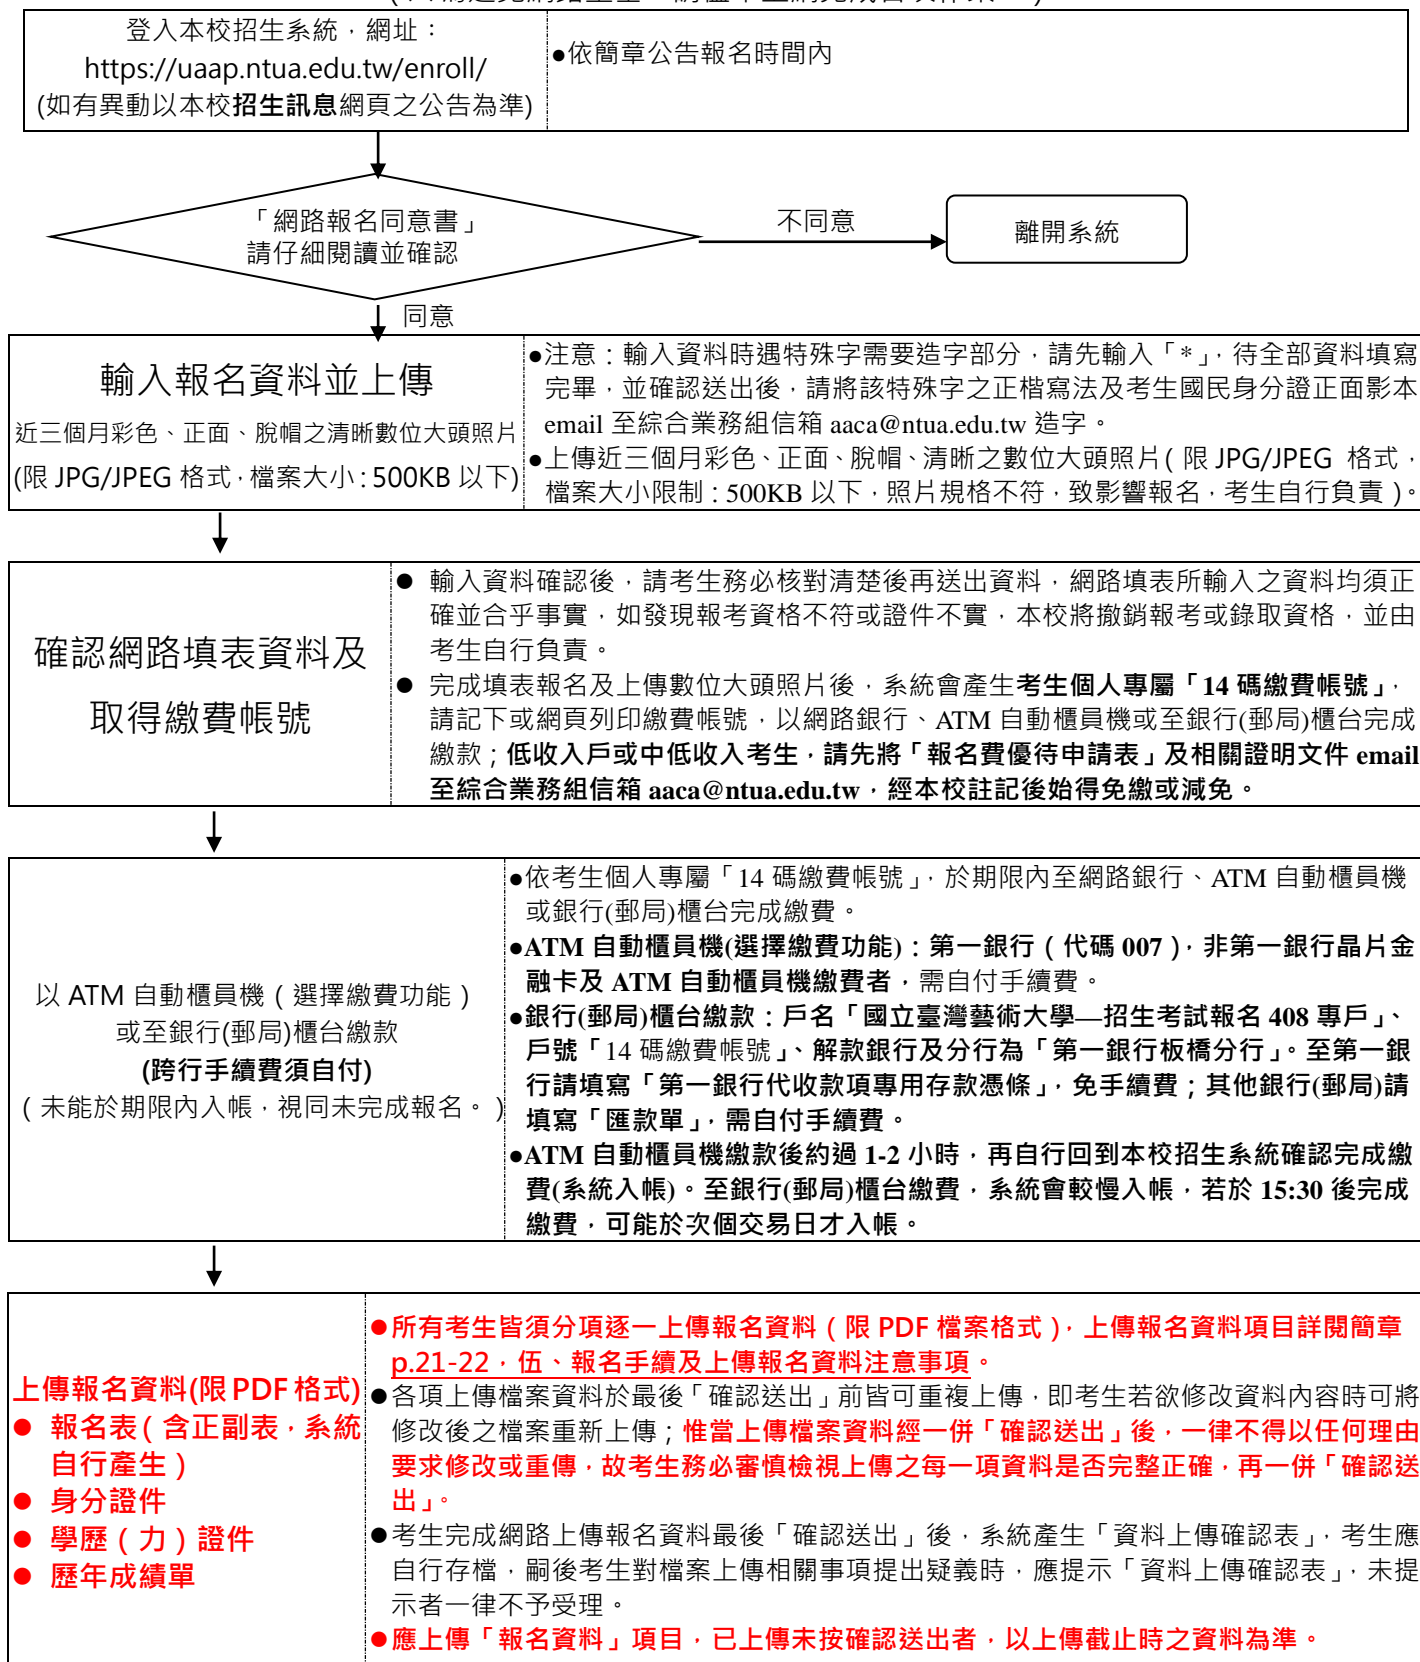 登入本校招生系統，網址：
https://uaap.ntua.edu.tw/enroll/
(如有異動以本校招生訊息網頁之公告為準)
●依簡章公告報名時間內
「網路報名同意書」
請仔細閱讀並確認
不同意
離開系統
同意
輸入報名資料並上傳
近三個月彩色、正面、脫帽之清晰數位大頭照片
(限 JPG/JPEG 格式，檔案大小：500KB 以下)
●注意：輸入資料時遇特殊字需要造字部分，請先輸入「*」，待全部資料填寫
完畢，並確認送出後，請將該特殊字之正楷寫法及考生國民身分證正面影本
email 至綜合業務組信箱 aaca@ntua.edu.tw 造字。
●上傳近三個月彩色、正面、脫帽、清晰之數位大頭照片（限 JPG/JPEG 格式，
檔案大小限制：500KB 以下，照片規格不符，致影響報名，考生自行負責）。
確認網路填表資料及
取得繳費帳號
● 輸入資料確認後，請考生務必核對清楚後再送出資料，網路填表所輸入之資料均須正
確並合乎事實，如發現報考資格不符或證件不實，本校將撤銷報考或錄取資格，並由
考生自行負責。
● 完成填表報名及上傳數位大頭照片後，系統會產生考生個人專屬「14 碼繳費帳號」，
請記下或網頁列印繳費帳號，以網路銀行、ATM 自動櫃員機或至銀行(郵局)櫃台完成
繳款；低收入戶或中低收入考生，請先將「報名費優待申請表」及相關證明文件 email
至綜合業務組信箱 aaca@ntua.edu.tw，經本校註記後始得免繳或減免。
以 ATM 自動櫃員機（選擇繳費功能）
或至銀行(郵局)櫃台繳款
(跨行手續費須自付)
（未能於期限內入帳，視同未完成報名。）
●依考生個人專屬「14 碼繳費帳號」，於期限內至網路銀行、ATM 自動櫃員機
或銀行(郵局)櫃台完成繳費。
●ATM 自動櫃員機(選擇繳費功能)：第一銀行（代碼 007），非第一銀行晶片金
融卡及 ATM 自動櫃員機繳費者，需自付手續費。
●銀行(郵局)櫃台繳款：戶名「國立臺灣藝術大學—招生考試報名 408 專戶」、
戶號「14 碼繳費帳號」、解款銀行及分行為「第一銀行板橋分行」。至第一銀
行請填寫「第一銀行代收款項專用存款憑條」，免手續費；其他銀行(郵局)請
填寫「匯款單」，需自付手續費。
●ATM 自動櫃員機繳款後約過 1-2 小時，再自行回到本校招生系統確認完成繳
費(系統入帳)。至銀行(郵局)櫃台繳費，系統會較慢入帳，若於 15:30 後完成
繳費，可能於次個交易日才入帳。
上傳報名資料(限 PDF 格式)
● 報名表（含正副表，系統
自行產生）
● 身分證件
● 學歷（力）證件
● 歷年成績單
●所有考生皆須分項逐一上傳報名資料（限 PDF 檔案格式），上傳報名資料項目詳閱簡章
p.21-22，伍、報名手續及上傳報名資料注意事項。
●各項上傳檔案資料於最後「確認送出」前皆可重複上傳，即考生若欲修改資料內容時可將
修改後之檔案重新上傳；惟當上傳檔案資料經一併「確認送出」後，一律不得以任何理由
要求修改或重傳，故考生務必審慎檢視上傳之每一項資料是否完整正確，再一併「確認送
出」。
●考生完成網路上傳報名資料最後「確認送出」後，系統產生「資料上傳確認表」，考生應
自行存檔，嗣後考生對檔案上傳相關事項提出疑義時，應提示「資料上傳確認表」，未提
示者一律不予受理。
●應上傳「報名資料」項目，已上傳未按確認送出者，以上傳截止時之資料為準。